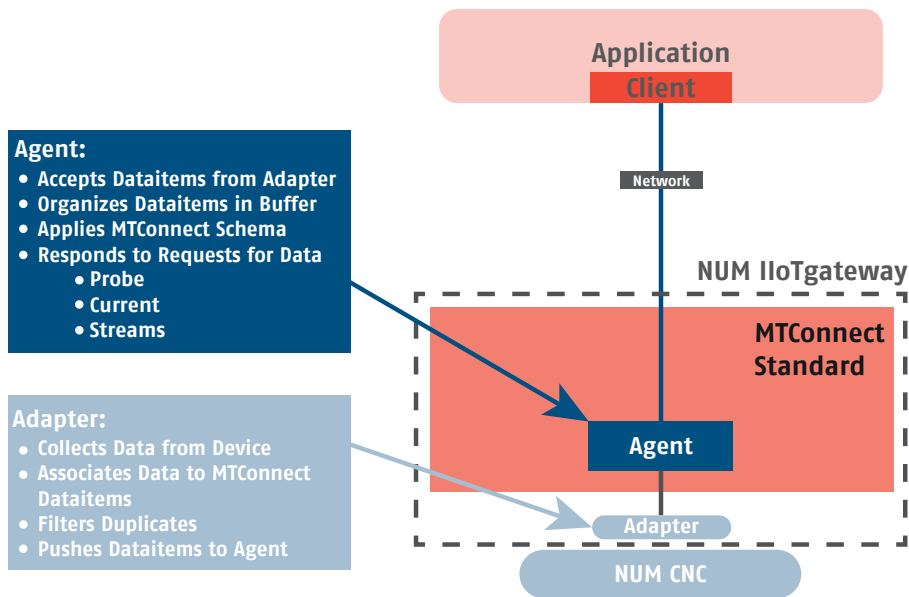 Application
Client
Network
Agent:
• Accepts Dataitems from Adapter
• Organizes Dataitems in Buffer
• Applies MTConnect Schema
• Responds to Requests for Data
• Probe
• Current
• Streams
NUM IIoTgateway
MTConnect
Standard
Agent
Adapter:
• Collects Data from Device
• Associates Data to MTConnect
Dataitems
• Filters Duplicates
• Pushes Dataitems to Agent
Adapter
NUM CNC